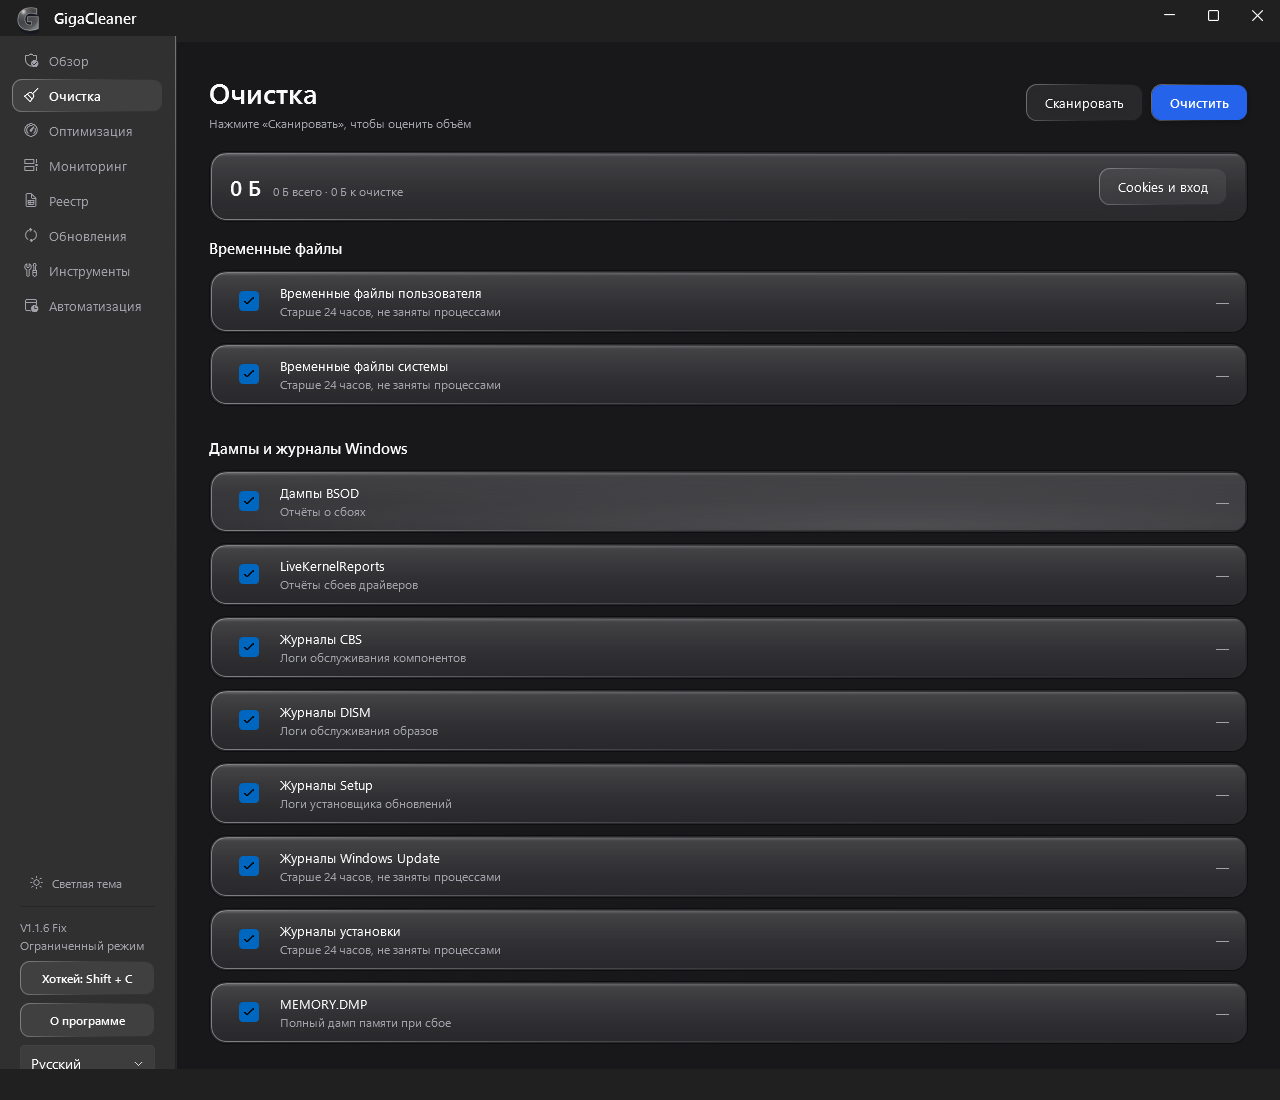 GigaCleaner
Обзор
Очистка
Оптимизация
Мониторинг
Реестр
Обновления
Инструменты
Автоматизация
Светлая тема
V1.1.6 Fix
Ограниченный режим
Хоткей: Shift + C
О программе
Русский
Очистка
Нажмите «Сканировать», чтобы оценить объём
Сканировать
Очистить
0 Б
0 Б всего · 0 Б к очистке
Cookies и вход
Временные файлы
Временные файлы пользователя
Старше 24 часов, не заняты процессами
—
Временные файлы системы
Старше 24 часов, не заняты процессами
—
Дампы и журналы Windows
Дампы BSOD
Отчёты о сбоях
—
LiveKernelReports
Отчёты сбоев драйверов
—
Журналы CBS
Логи обслуживания компонентов
—
Журналы DISM
Логи обслуживания образов
—
Журналы Setup
Логи установщика обновлений
—
Журналы Windows Update
Старше 24 часов, не заняты процессами
—
Журналы установки
Старше 24 часов, не заняты процессами
—
MEMORY.DMP
Полный дамп памяти при сбое
—